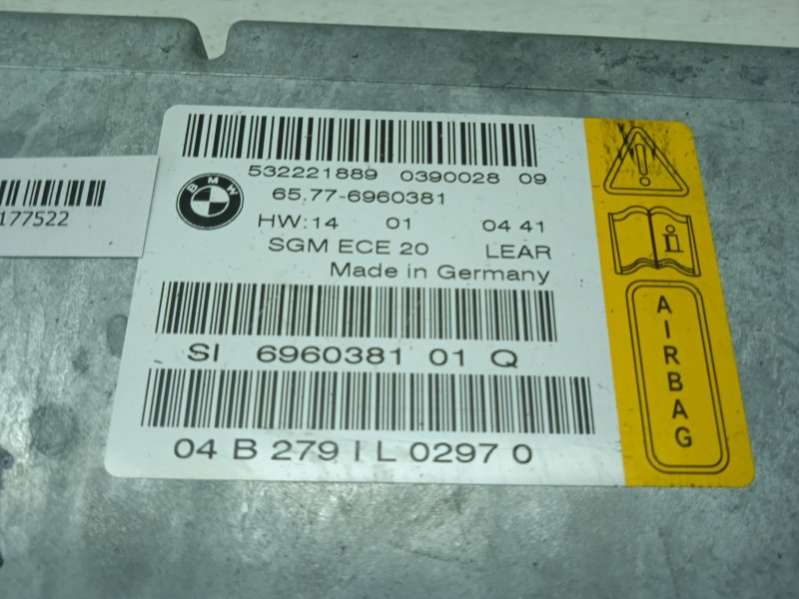 532221889 0390028 09
65.77-6960381
BMW
HW:14 01 04 41
SGM ECE 20 LEAR
Made in Germany
SI 6960381 01 Q
04 B 279 I L 0297 0
AIRBAG
177522